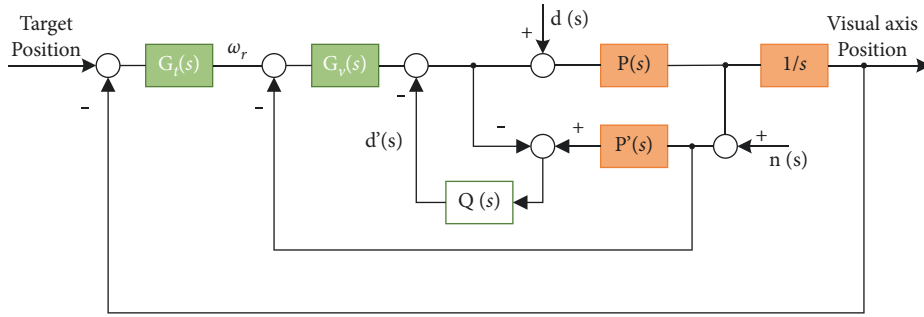 Target
Position
G_t(s)
ω_r
G_v(s)
+
d (s)
P(s)
1/s
Visual axis
Position
-
-
-
d'(s)
-
+
P'(s)
+
n (s)
Q (s)